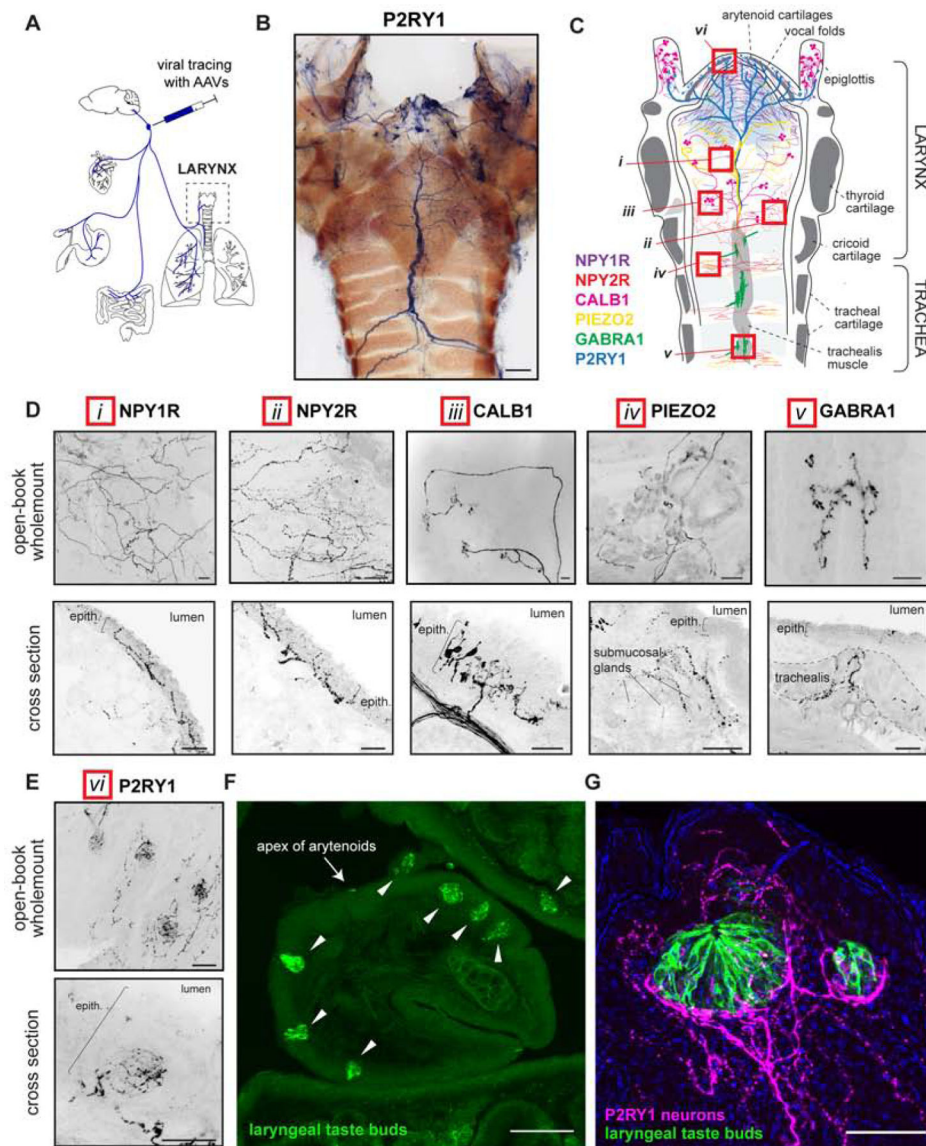 A
viral tracing
with AAVs
LARYNX
P2RY1
B
C
vi
arytenoid cartilages
vocal folds
epiglottis
i
iii
ii
iv
v
thyroid
cartilage
cricoid
cartilage
tracheal
cartilage
trachealis
muscle
LARYNX
TRACHEA
NPY1R
NPY2R
CALB1
PIEZO2
GABRA1
P2RY1
D
i NPY1R
ii NPY2R
iii CALB1
iv PIEZO2
v GABRA1
open-book
wholemount
cross section
epith.
lumen
lumen
epith.
epith.
lumen
lumen
epith.
submucosal
glands
lumen
epith.
trachealis
E
vi P2RY1
open-book
wholemount
cross section
epith.
lumen
F
apex of arytenoids
laryngeal taste buds
G
P2RY1 neurons
laryngeal taste buds